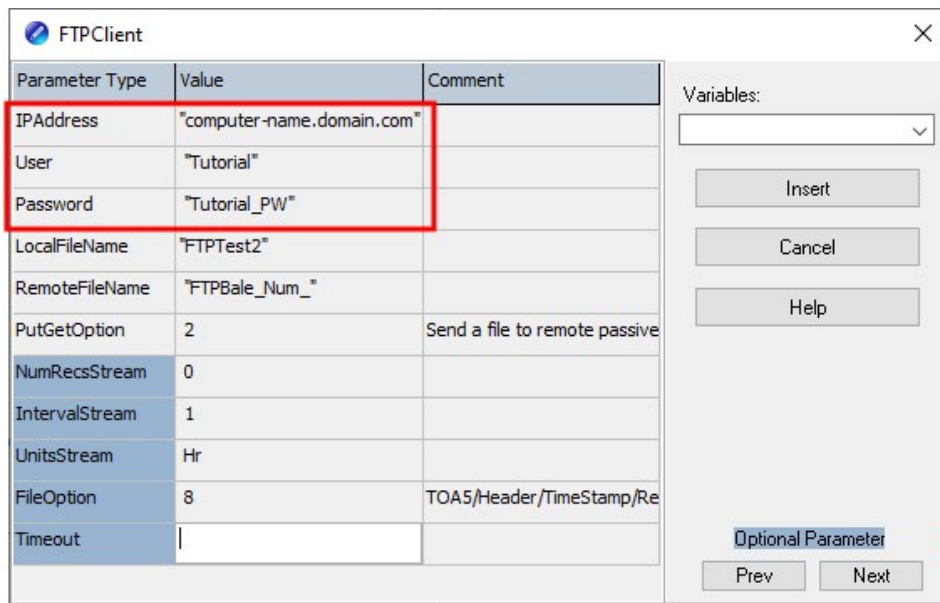 FTPClient
Parameter Type Value Comment
IPAddress "computer-name.domain.com"
User "Tutorial"
Password "Tutorial_PW"
LocalFileName "FTPTest2"
RemoteFileName "FTPBale_Num_"
PutGetOption 2 Send a file to remote passive
NumRecsStream 0
IntervalStream 1
UnitsStream Hr
FileOption 8 TOA5/Header/TimeStamp/Re
Timeout
Variables:
Insert
Cancel
Help
Optional Parameter
Prev Next